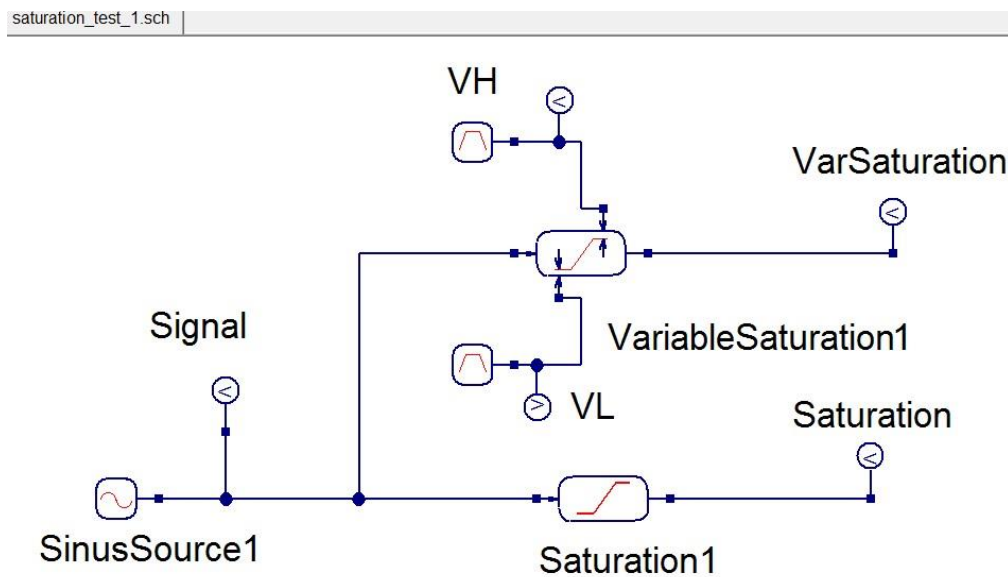 saturation_test_1.sch
VH
VarSaturation
Signal
VariableSaturation1
VL
Saturation
SinusSource1
Saturation1